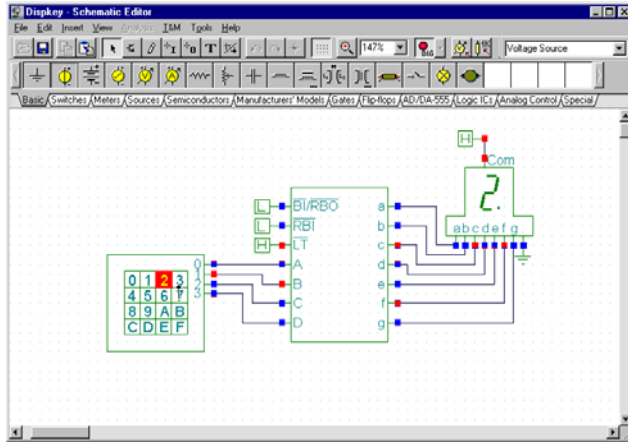 Dispkey - Schematic Editor
File Edit Insert View Analysis T&M Tools Help
147% Voltage Source
Basic Switches Meters Sources Semiconductors Manufacturers' Models Gates Flip-flops AD/DA-555 Logic ICs Analog Control Special
H
Com
2.
L BI/RBO a
L RBI b
H LT c
abcdefg
0 A d
1 B e
2 C f
3 D g
0 1 2 3
4 5 6 7
8 9 A B
C D E F